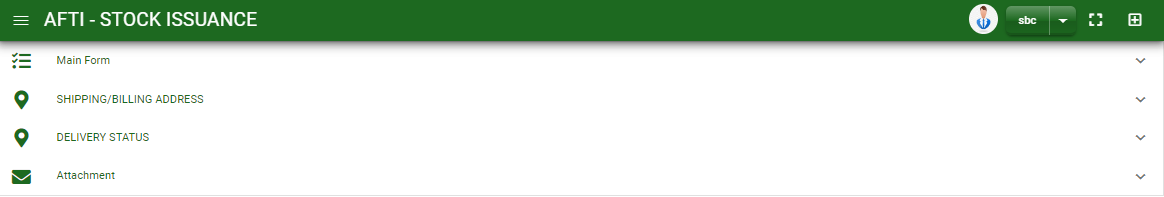 AFTI - STOCK ISSUANCE
sbc
Main Form
SHIPPING/BILLING ADDRESS
DELIVERY STATUS
Attachment